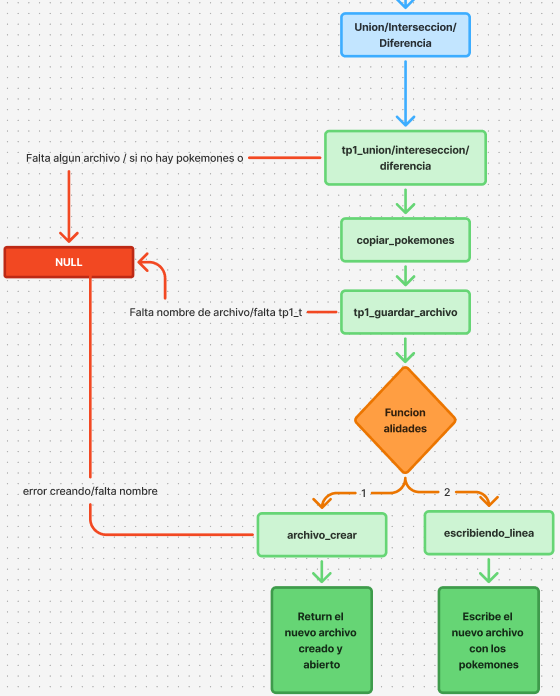 Union/Interseccion/
Diferencia
tp1_union/intereseccion/
diferencia
Falta algun archivo / si no hay pokemones o
copiar_pokemones
NULL
Falta nombre de archivo/falta tp1_t
tp1_guardar_archivo
Funcion
alidades
error creando/falta nombre
1
2
archivo_crear
escribiendo_linea
Return el
nuevo archivo
creado y
abierto
Escribe el
nuevo archivo
con los
pokemones